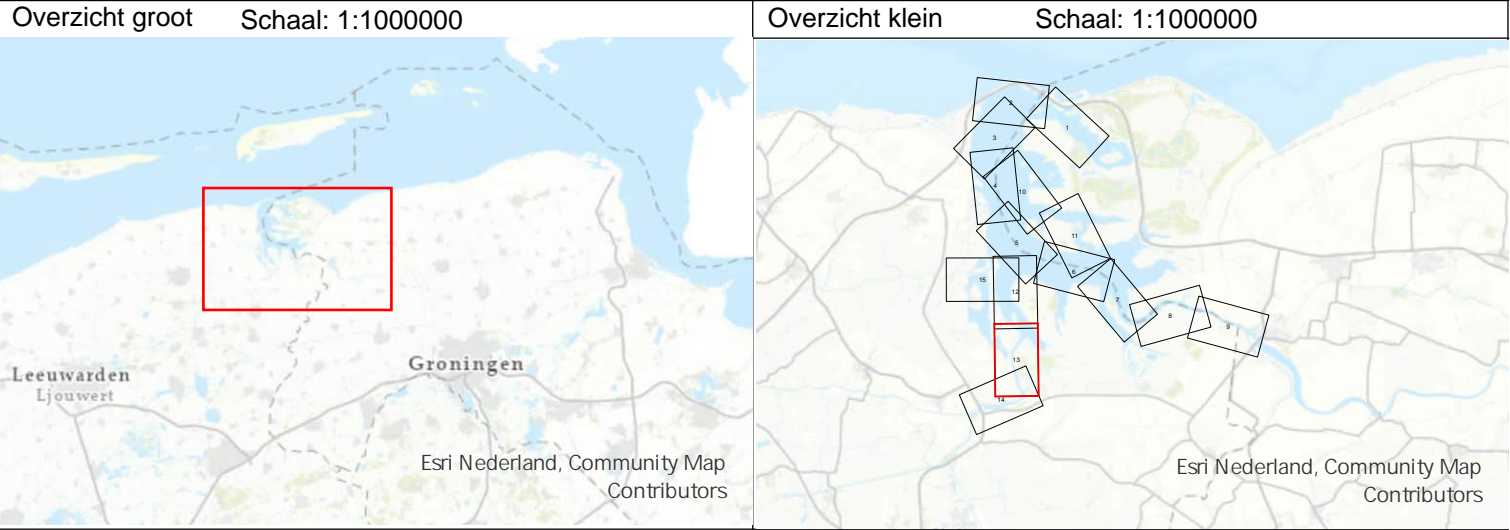 Overzicht groot Schaal: 1:1000000
Leeuwarden
Ljouwert
Groningen
Esri Nederland, Community Map
Contributors
Overzicht klein Schaal: 1:1000000
2
1
3
4
10
11
5
6
15
12
7
8
9
13
14
Esri Nederland, Community Map
Contributors